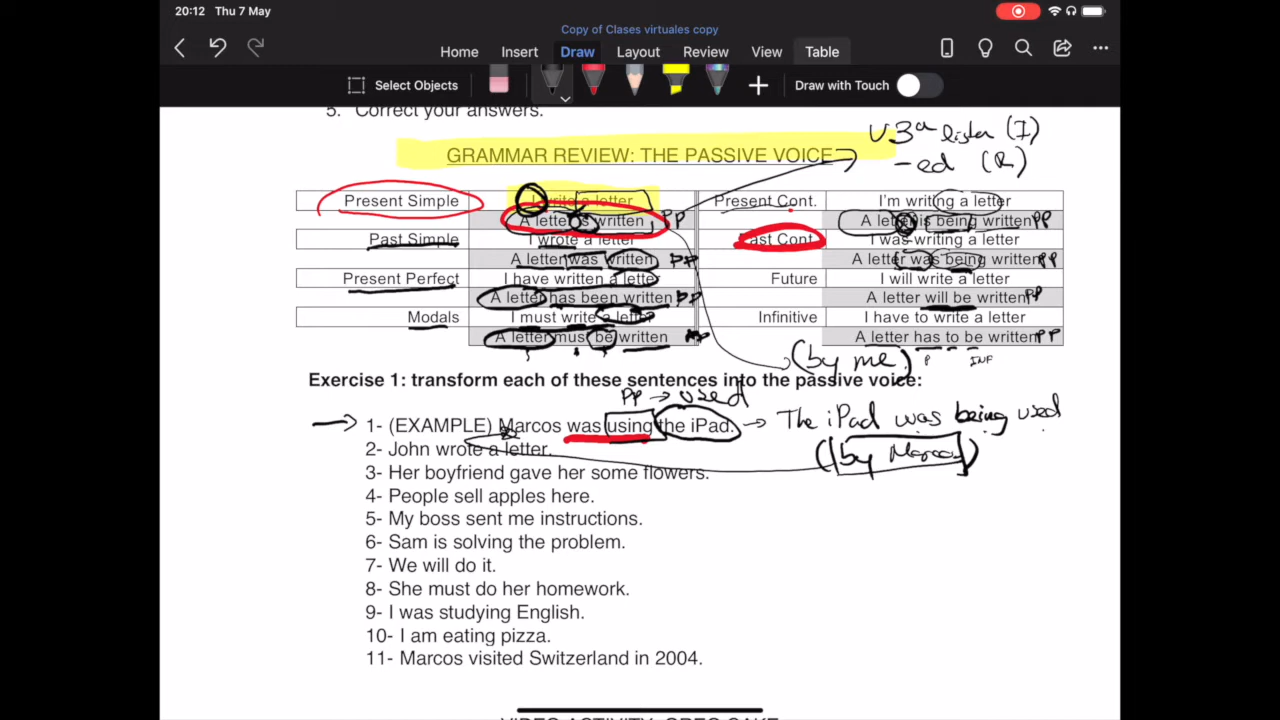 20:12 Thu 7 May
Copy of Clases virtuales copy
Home Insert Draw Layout Review View Table
Select Objects Draw with Touch
5. Correct your answers.
V 3ª lista (I)
-ed (R)
GRAMMAR REVIEW: THE PASSIVE VOICE
Present Simple I write a letter Present Cont. I'm writing a letter
A letter is written PP A letter is being written PP
Past Simple I wrote a letter Past Cont. I was writing a letter
A letter was written PP A letter was being written PP
Present Perfect I have written a letter Future I will write a letter
A letter has been written PP A letter will be written PP
Modals I must write a letter Infinitive I have to write a letter
A letter must be written PP A letter has to be written PP
(by me) P INF
Exercise 1: transform each of these sentences into the passive voice:
PP → used
1- (EXAMPLE) Marcos was using the iPad. → The iPad was being used
(by Marcos)
2- John wrote a letter.
3- Her boyfriend gave her some flowers.
4- People sell apples here.
5- My boss sent me instructions.
6- Sam is solving the problem.
7- We will do it.
8- She must do her homework.
9- I was studying English.
10- I am eating pizza.
11- Marcos visited Switzerland in 2004.
VIDEO ACTIVITY: GREG CAKE